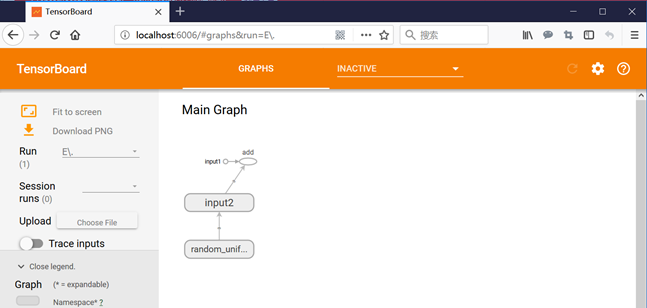 TensorBoard
localhost:6006/#graphs&run=E\.
搜索
TensorBoard
GRAPHS
INACTIVE
Fit to screen
Download PNG
Run
(1)
E\.
Session
runs (0)
Upload
Choose File
Trace inputs
Close legend.
Graph
(* = expandable)
Namespace* ?
Main Graph
add
input1
input2
random_unif...